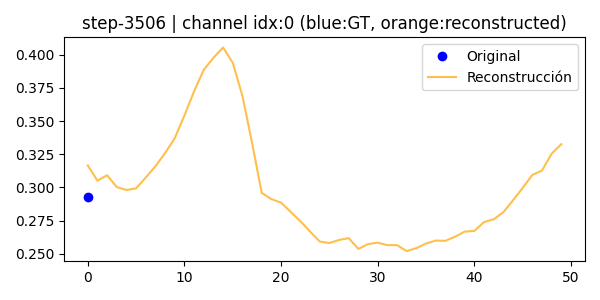 step-3506 | channel idx:0 (blue:GT, orange:reconstructed)
Original
Reconstrucción
0.400
0.375
0.350
0.325
0.300
0.275
0.250
0 10 20 30 40 50